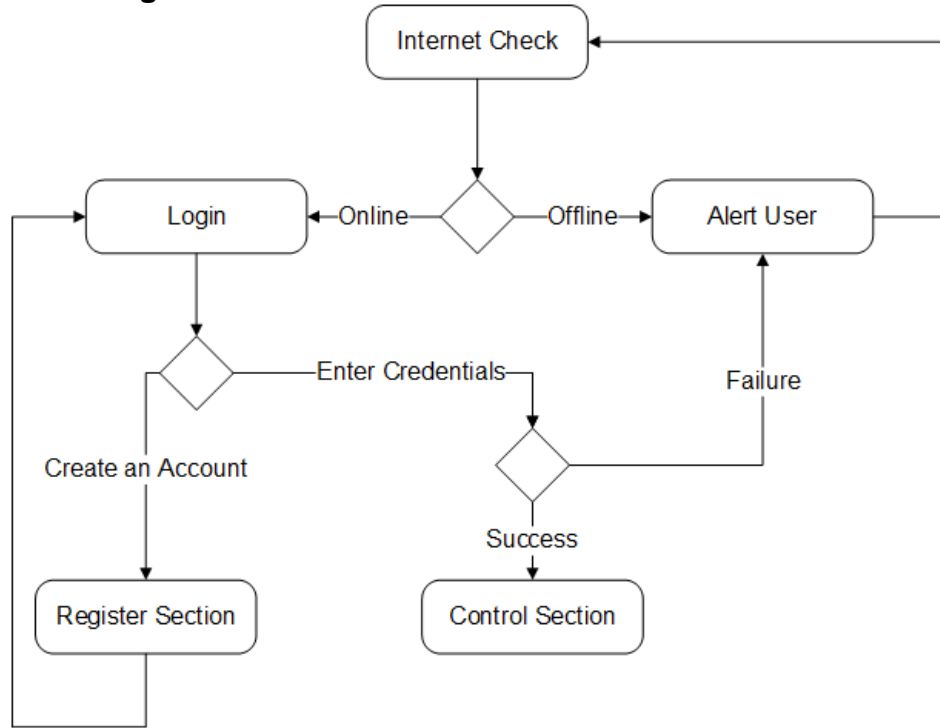 Internet Check
Login
Online
Offline
Alert User
Enter Credentials
Failure
Create an Account
Success
Register Section
Control Section